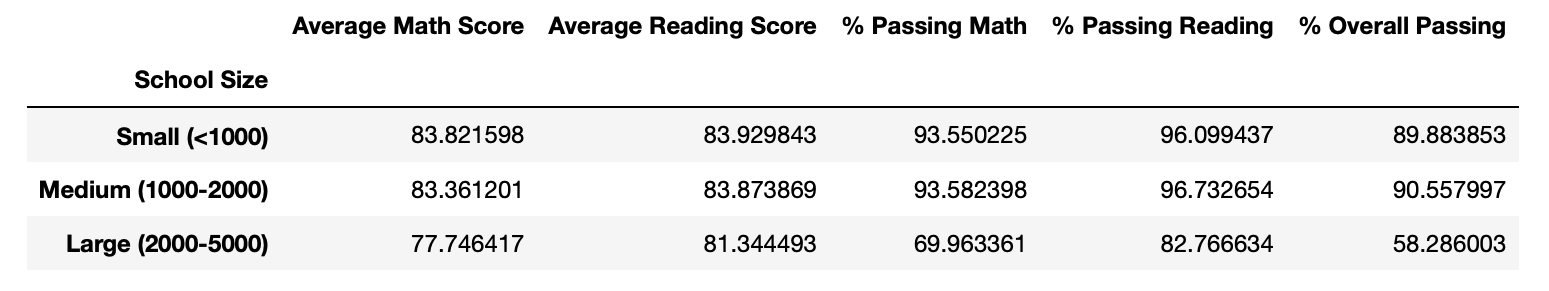 Average Math Score Average Reading Score % Passing Math % Passing Reading % Overall Passing
School Size
Small (<1000) 83.821598 83.929843 93.550225 96.099437 89.883853
Medium (1000-2000) 83.361201 83.873869 93.582398 96.732654 90.557997
Large (2000-5000) 77.746417 81.344493 69.963361 82.766634 58.286003